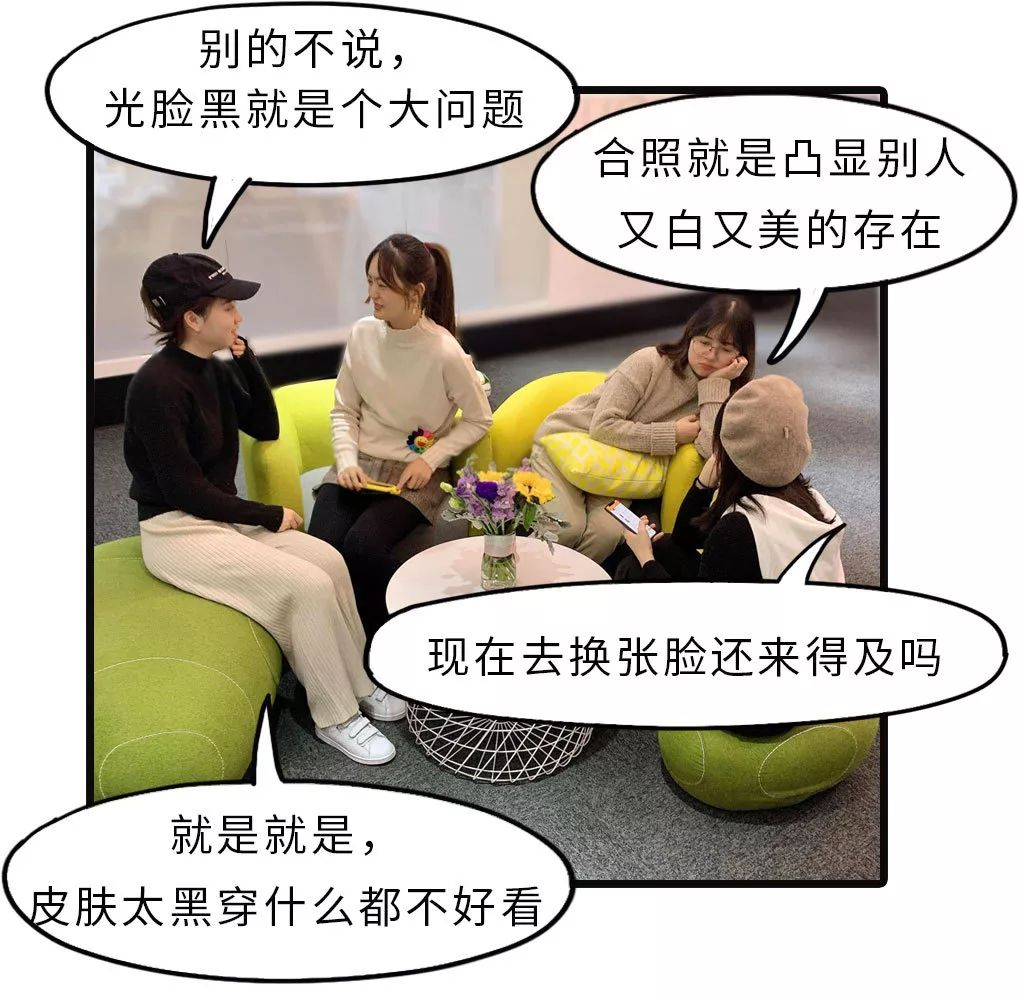 别的不说，
光脸黑就是个大问题
合照就是凸显别人
又白又美的存在
现在去换张脸还来得及吗
就是就是，
皮肤太黑穿什么都不好看